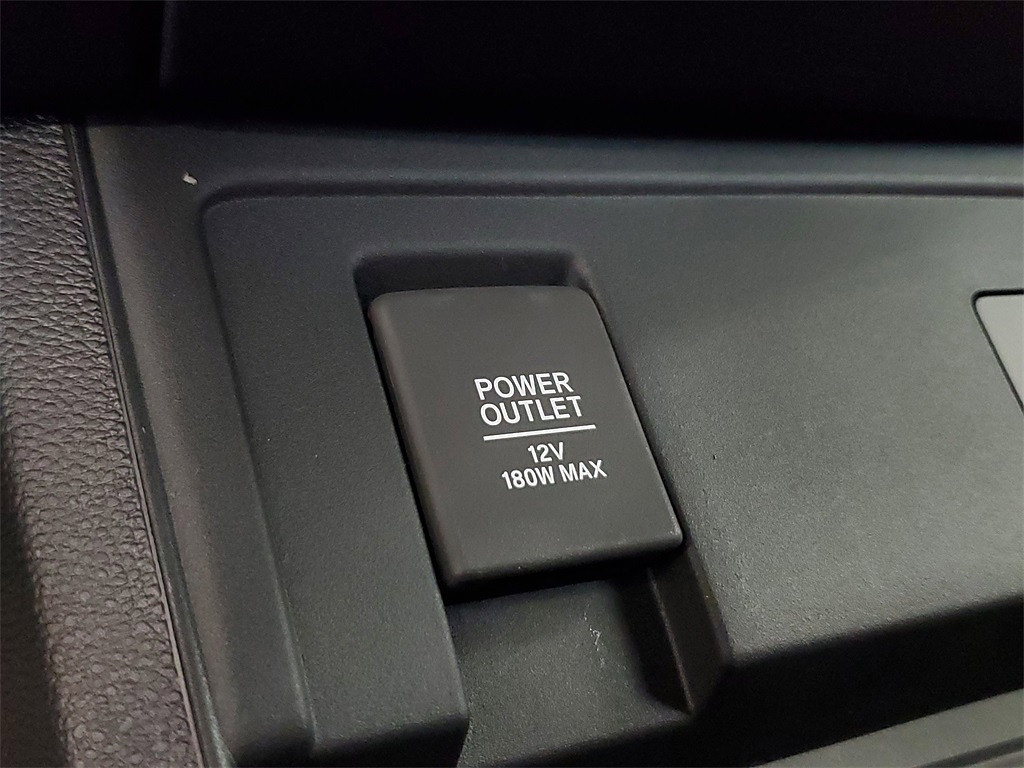 POWER
OUTLET
12V
180W MAX